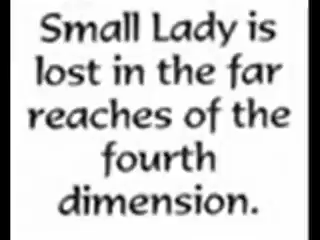 Small Lady is
lost in the far
reaches of the
fourth
dimension.